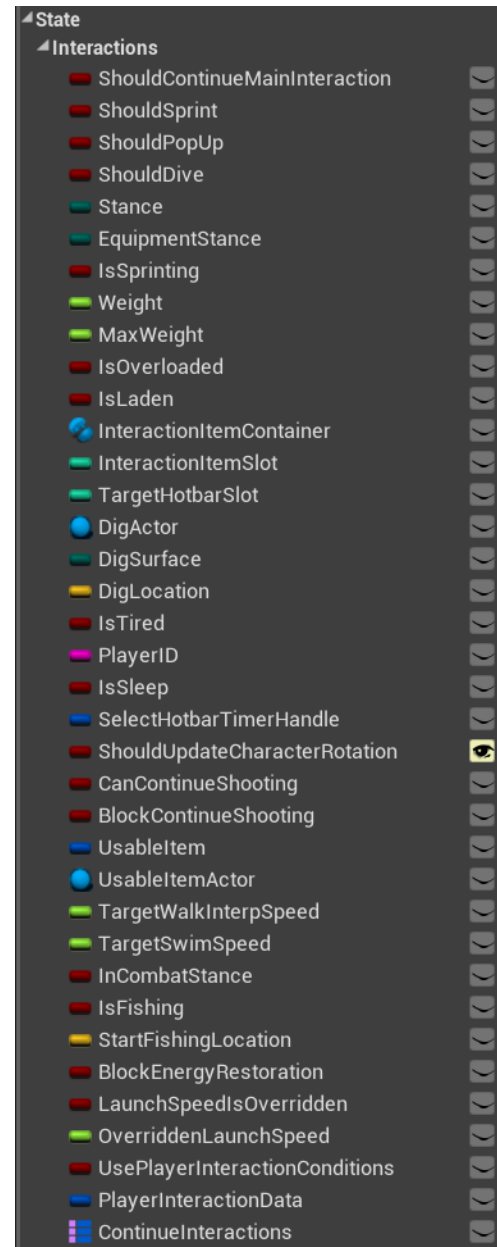 State
Interactions
ShouldContinueMainInteraction
ShouldSprint
ShouldPopUp
ShouldDive
Stance
EquipmentStance
IsSprinting
Weight
MaxWeight
IsOverloaded
IsLaden
InteractionItemContainer
InteractionItemSlot
TargetHotbarSlot
DigActor
DigSurface
DigLocation
IsTired
PlayerID
IsSleep
SelectHotbarTimerHandle
ShouldUpdateCharacterRotation
CanContinueShooting
BlockContinueShooting
UsableItem
UsableItemActor
TargetWalkInterpSpeed
TargetSwimSpeed
InCombatStance
IsFishing
StartFishingLocation
BlockEnergyRestoration
LaunchSpeedIsOverridden
OverriddenLaunchSpeed
UsePlayerInteractionConditions
PlayerInteractionData
ContinueInteractions